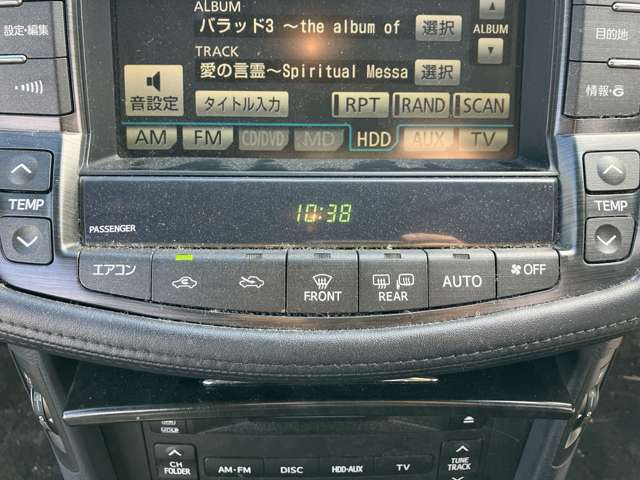 設定・編集
ALBUM
バラッド3 ～the album of
選択
ALBUM
目的地
TRACK
愛の言霊～Spiritual Messa
選択
情報・G
音設定
タイトル入力
RPT
RAND
SCAN
AM
FM
CD/DVD
MD
HDD
AUX
TV
TEMP
10:38
TEMP
PASSENGER
エアコン
FRONT
REAR
AUTO
OFF
CH
FOLDER
AM·FM
DISC
HDD·AUX
TV
TUNE
TRACK